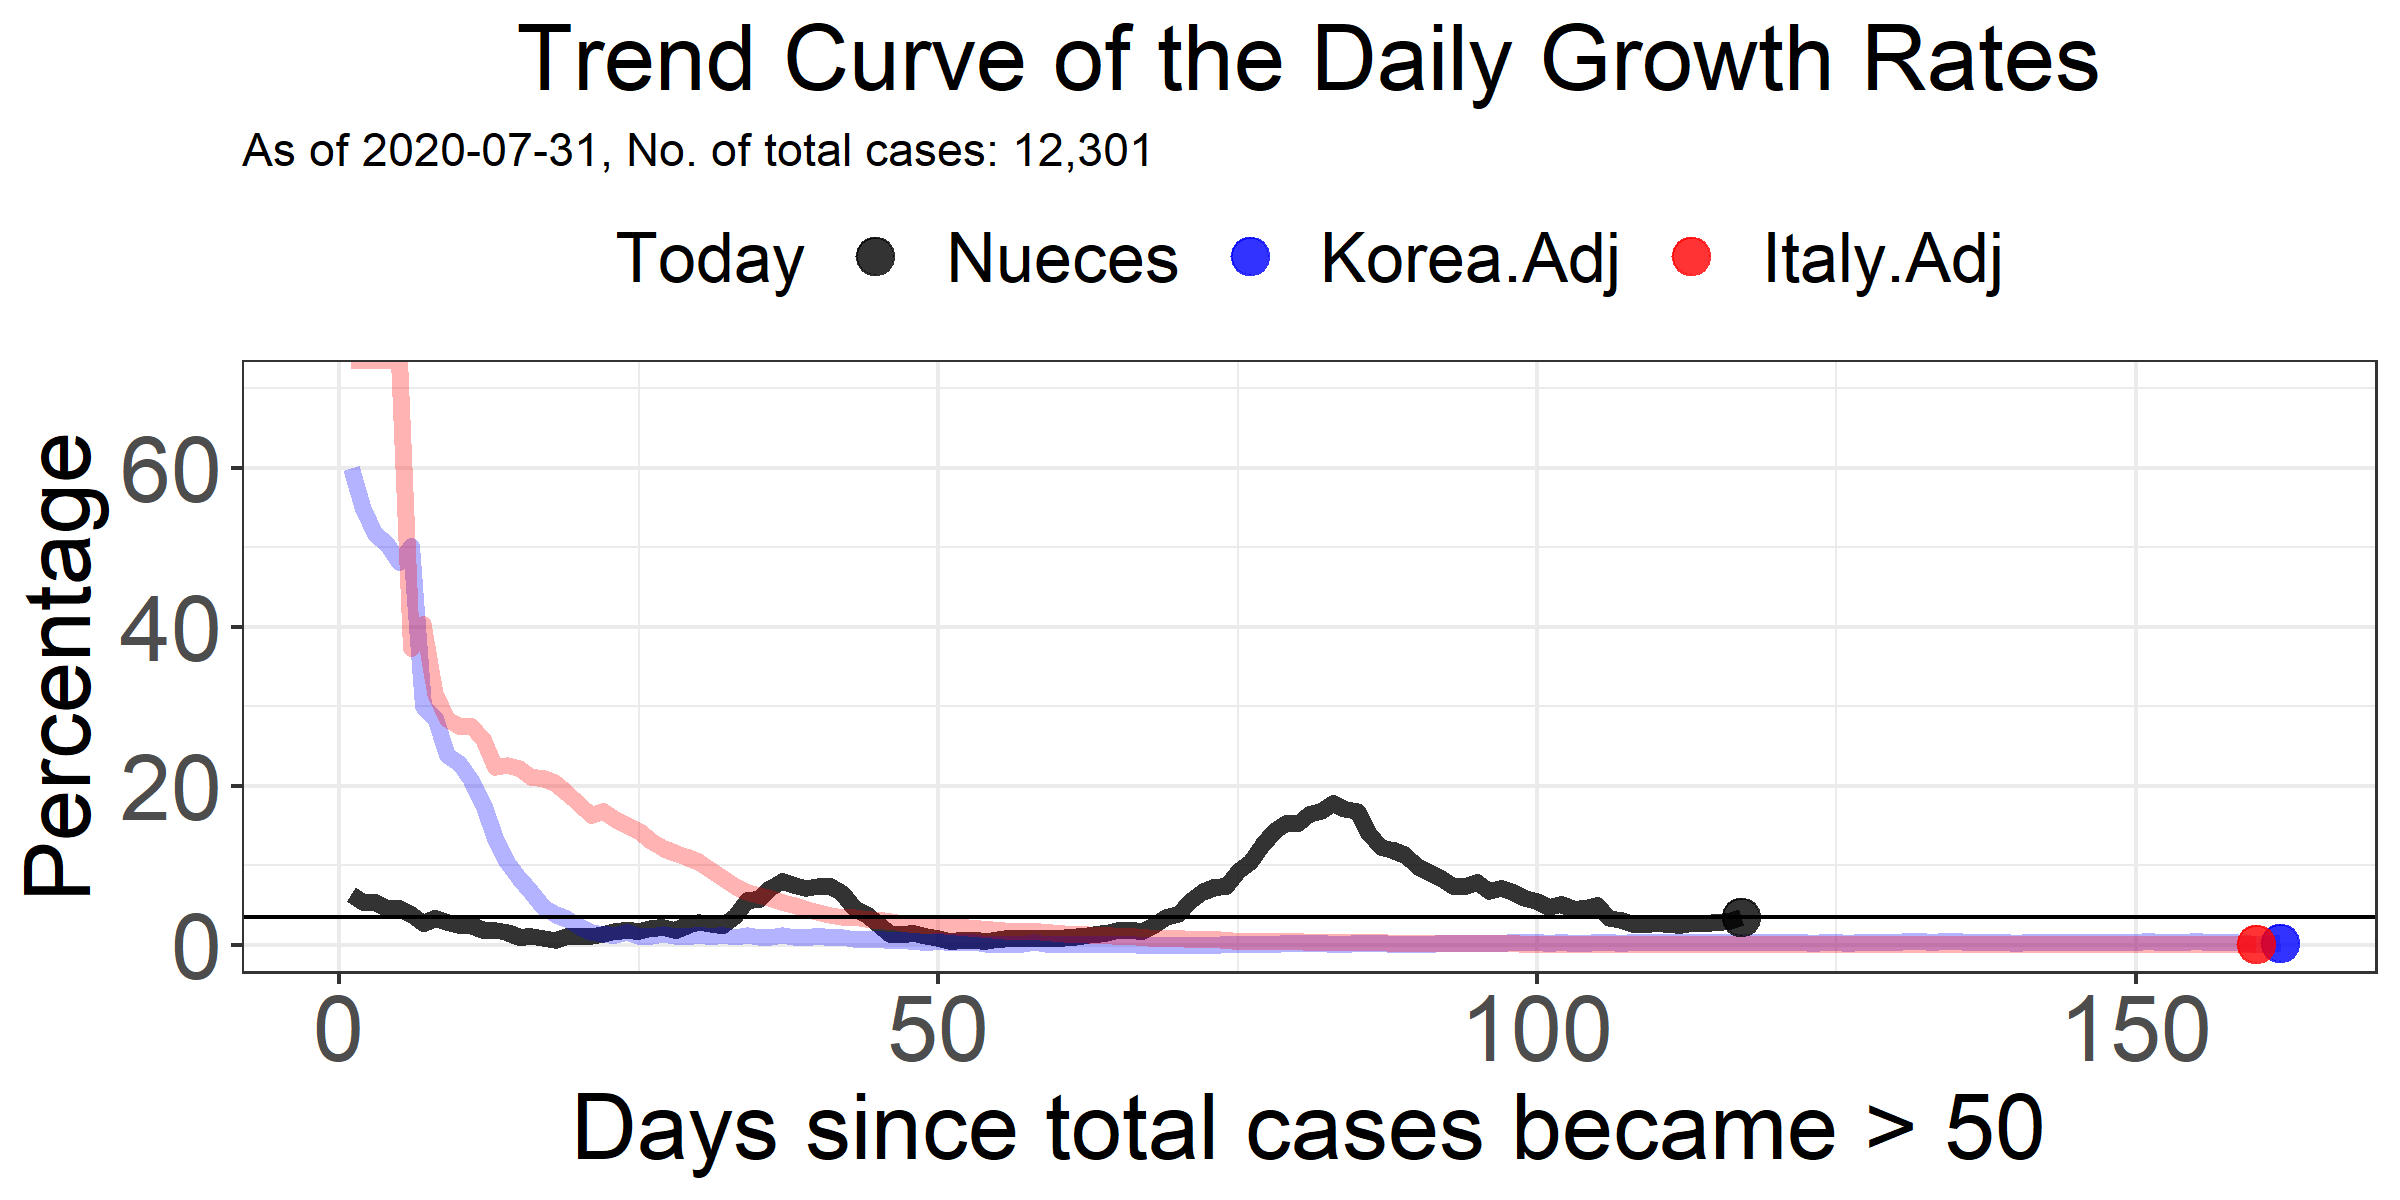 Trend Curve of the Daily Growth Rates
As of 2020-07-31, No. of total cases: 12,301
Today Nueces Korea.Adj Italy.Adj
Percentage
60
40
20
0
0 50 100 150
Days since total cases became > 50